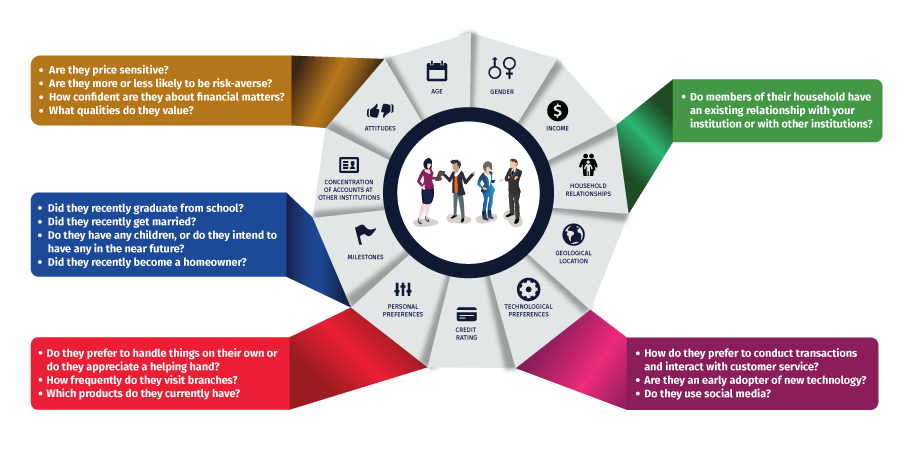 • Are they price sensitive?
• Are they more or less likely to be risk-averse?
• How confident are they about financial matters?
• What qualities do they value?
AGE
GENDER
ATTITUDES
INCOME
• Do members of their household have
an existing relationship with your
institution or with other institutions?
CONCENTRATION
OF ACCOUNTS AT
OTHER INSTITUTIONS
HOUSEHOLD
RELATIONSHIPS
• Did they recently graduate from school?
• Did they recently get married?
• Do they have any children, or do they intend to
have any in the near future?
• Did they recently become a homeowner?
MILESTONES
GEOLOGICAL
LOCATION
PERSONAL
PREFERENCES
CREDIT
RATING
TECHNOLOGICAL
PREFERENCES
• Do they prefer to handle things on their own or
do they appreciate a helping hand?
• How frequently do they visit branches?
• Which products do they currently have?
• How do they prefer to conduct transactions
and interact with customer service?
• Are they an early adopter of new technology?
• Do they use social media?